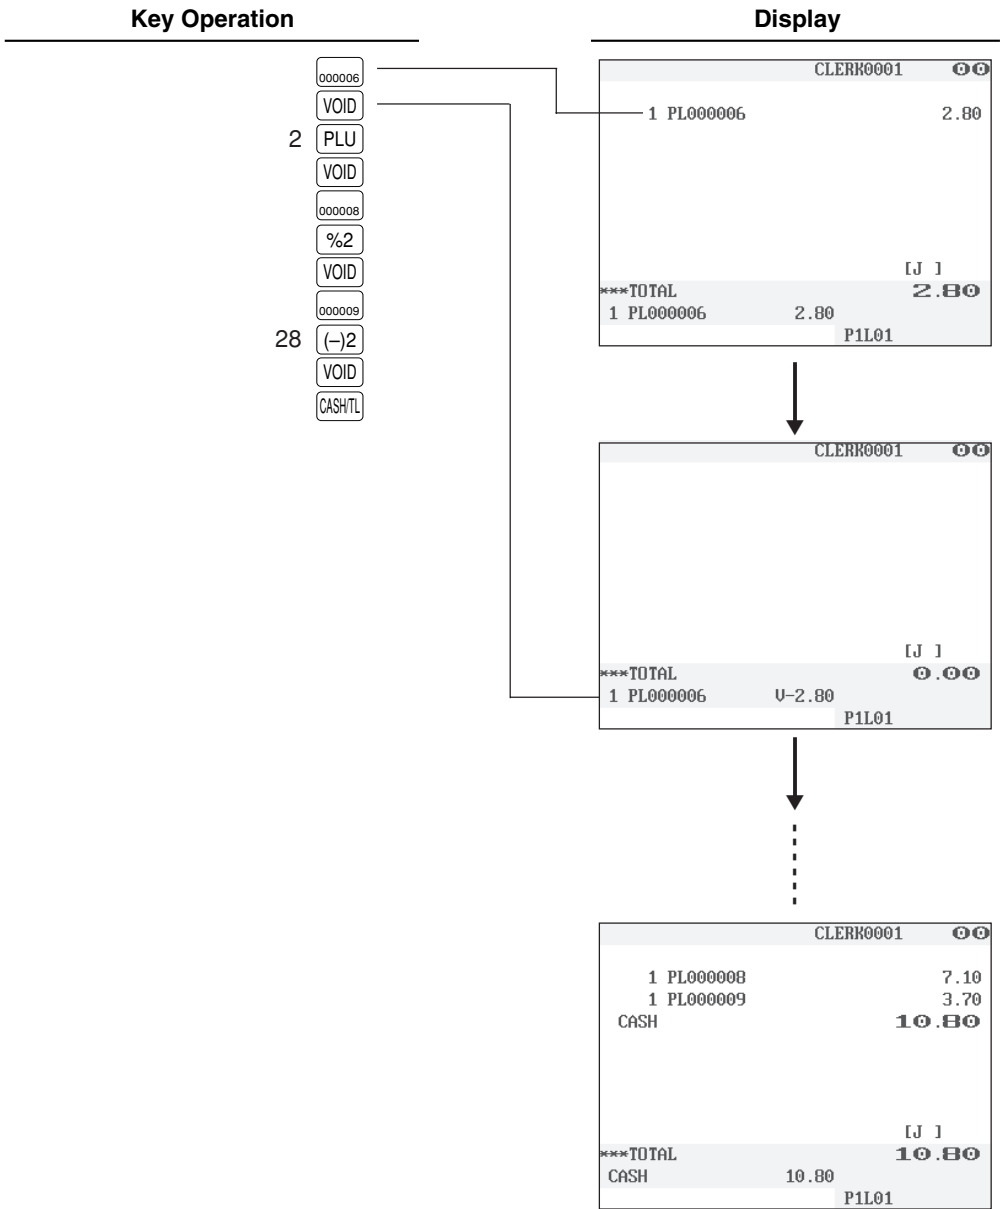 Key Operation
Display
000006
VOID
2 PLU
VOID
000008
%2
VOID
000009
28 (–)2
VOID
CASH/TL
CLERK0001 00
1 PL000006 2.80
[J ]
***TOTAL 2.80
1 PL000006 2.80
P1L01
CLERK0001 00
[J ]
***TOTAL 0.00
1 PL000006 V-2.80
P1L01
CLERK0001 00
1 PL000008 7.10
1 PL000009 3.70
CASH 10.80
[J ]
***TOTAL 10.80
CASH 10.80
P1L01